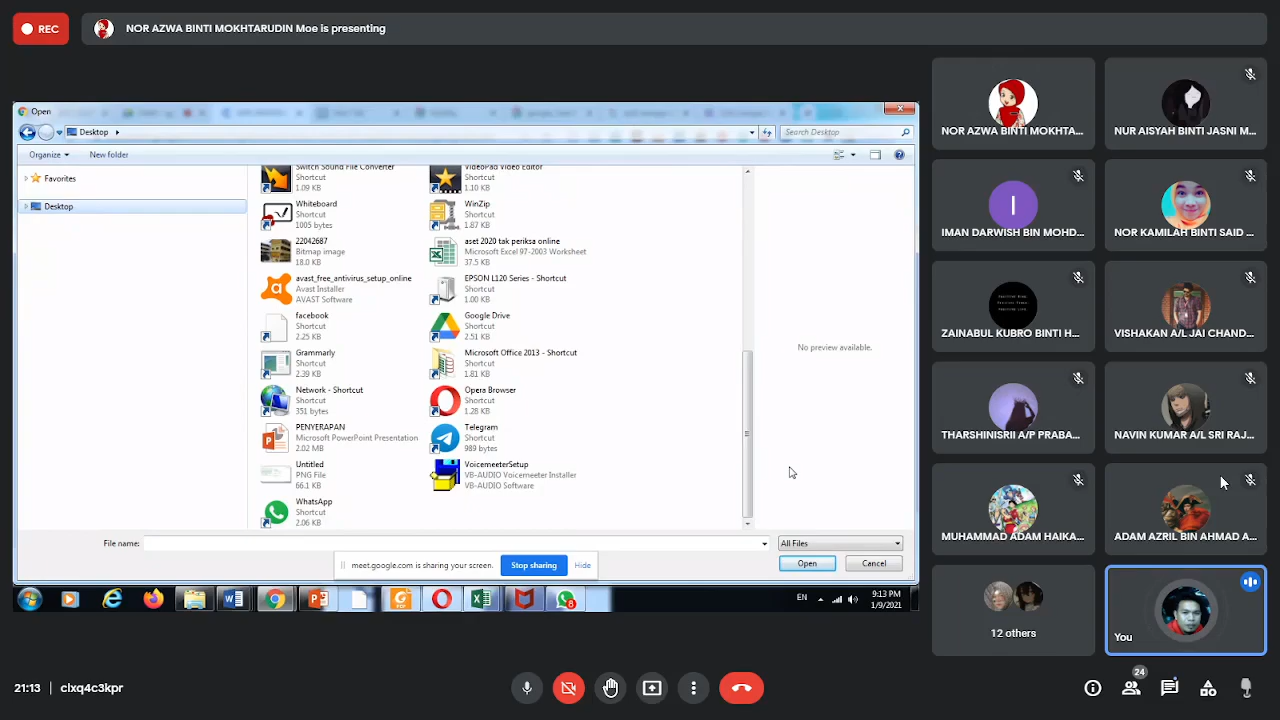 REC
NOR AZWA BINTI MOKHTARUDIN Moe is presenting
Open
Desktop
Search Desktop
Organize
New folder
Favorites
Desktop
Switch Sound File Converter
Shortcut
1.09 KB
VideoPad Video Editor
Shortcut
1.10 KB
Whiteboard
Shortcut
1005 bytes
WinZip
Shortcut
1.87 KB
22042687
Bitmap image
18.0 KB
aset 2020 tak periksa online
Microsoft Excel 97-2003 Worksheet
37.5 KB
avast_free_antivirus_setup_online
Avast Installer
AVAST Software
EPSON L120 Series - Shortcut
Shortcut
1.00 KB
facebook
Shortcut
2.25 KB
Google Drive
Shortcut
2.51 KB
Grammarly
Shortcut
2.39 KB
Microsoft Office 2013 - Shortcut
Shortcut
1.81 KB
Network - Shortcut
Shortcut
351 bytes
Opera Browser
Shortcut
1.28 KB
PENYERAPAN
Microsoft PowerPoint Presentation
2.02 MB
Telegram
Shortcut
989 bytes
Untitled
PNG File
66.1 KB
VoicemeeterSetup
VB-AUDIO Voicemeeter Installer
VB-AUDIO Software
WhatsApp
Shortcut
2.06 KB
No preview available.
File name:
All Files
Open
Cancel
meet.google.com is sharing your screen.
Stop sharing
Hide
EN
9:13 PM
1/9/2021
NOR AZWA BINTI MOKHTA...
NUR AISYAH BINTI JASNI M...
I
IMAN DARWISH BIN MOHD...
NOR KAMILAH BINTI SAID ...
ZAINABUL KUBRO BINTI H...
VISHAKAN A/L JAI CHAND...
THARSHINISRII A/P PRABA...
NAVIN KUMAR A/L SRI RAJ...
MUHAMMAD ADAM HAIKA...
ADAM AZRIL BIN AHMAD A...
12 others
You
21:13
clxq4c3kpr
24